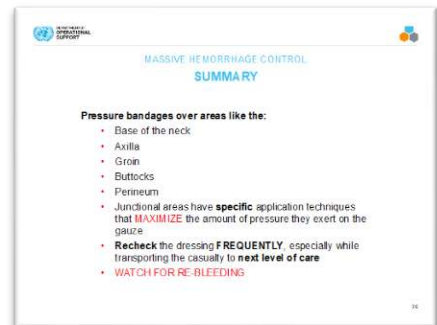 DEPARTMENT OF
OPERATIONAL
SUPPORT
MASSIVE HEMORRHAGE CONTROL
SUMMARY
Pressure bandages over areas like the:
• Base of the neck
• Axilla
• Groin
• Buttocks
• Perineum
• Junctional areas have specific application techniques
that MAXIMIZE the amount of pressure they exert on the
gauze
• Recheck the dressing FREQUENTLY, especially while
transporting the casualty to next level of care
• WATCH FOR RE-BLEEDING